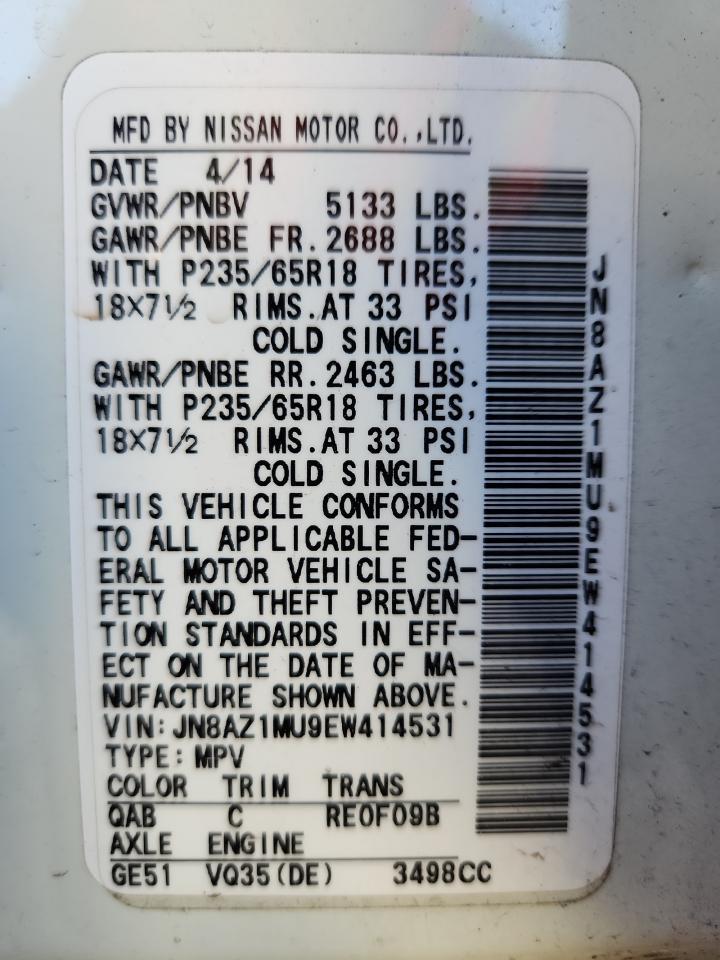 MFD BY NISSAN MOTOR CO.,LTD.
DATE 4/14
GVWR/PNBV 5133 LBS.
GAWR/PNBE FR. 2688 LBS.
WITH P235/65R18 TIRES,
18×7½ RIMS. AT 33 PSI
COLD SINGLE.
GAWR/PNBE RR. 2463 LBS.
WITH P235/65R18 TIRES,
18×7½ RIMS. AT 33 PSI
COLD SINGLE.
THIS VEHICLE CONFORMS
TO ALL APPLICABLE FED-
ERAL MOTOR VEHICLE SA-
FETY AND THEFT PREVEN-
TION STANDARDS IN EFF-
ECT ON THE DATE OF MA-
NUFACTURE SHOWN ABOVE.
VIN: JN8AZ1MU9EW414531
TYPE: MPV
COLOR TRIM TRANS
QAB C RE0F09B
AXLE ENGINE
GE51 VQ35(DE) 3498CC
JN8AZ1MU9EW414531